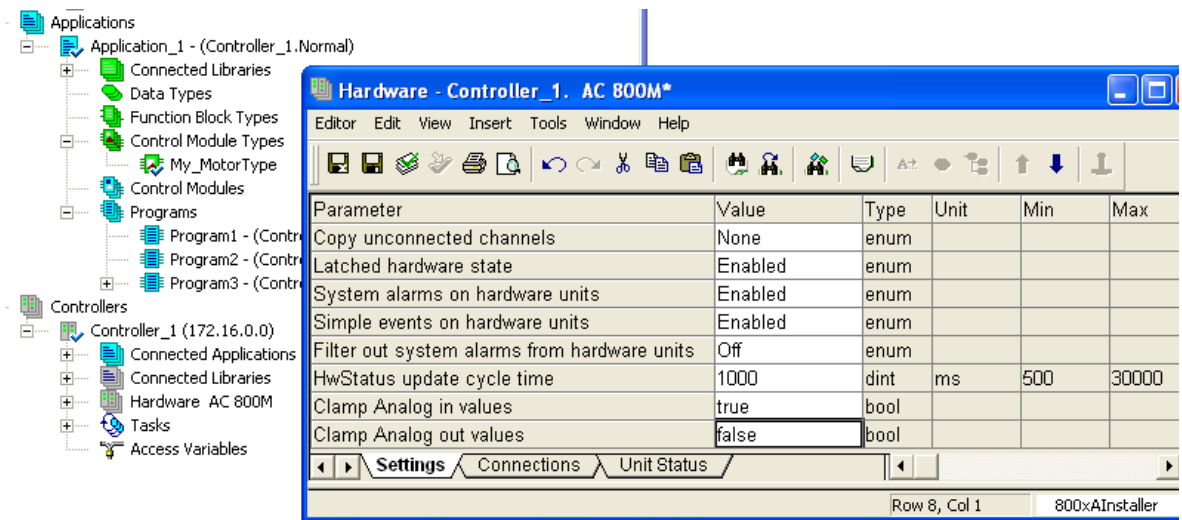 Applications
Application_1 - (Controller_1.Normal)
Connected Libraries
Data Types
Function Block Types
Control Module Types
My_MotorType
Control Modules
Programs
Program1 - (Contr
Program2 - (Contr
Program3 - (Contr
Controllers
Controller_1 (172.16.0.0)
Connected Applications
Connected Libraries
Hardware AC 800M
Tasks
Access Variables
Hardware - Controller_1. AC 800M*
Editor Edit View Insert Tools Window Help
Parameter Value Type Unit Min Max
Copy unconnected channels None enum
Latched hardware state Enabled enum
System alarms on hardware units Enabled enum
Simple events on hardware units Enabled enum
Filter out system alarms from hardware units Off enum
HwStatus update cycle time 1000 dint ms 500 30000
Clamp Analog in values true bool
Clamp Analog out values false bool
Settings Connections Unit Status
Row 8, Col 1 800xAInstaller